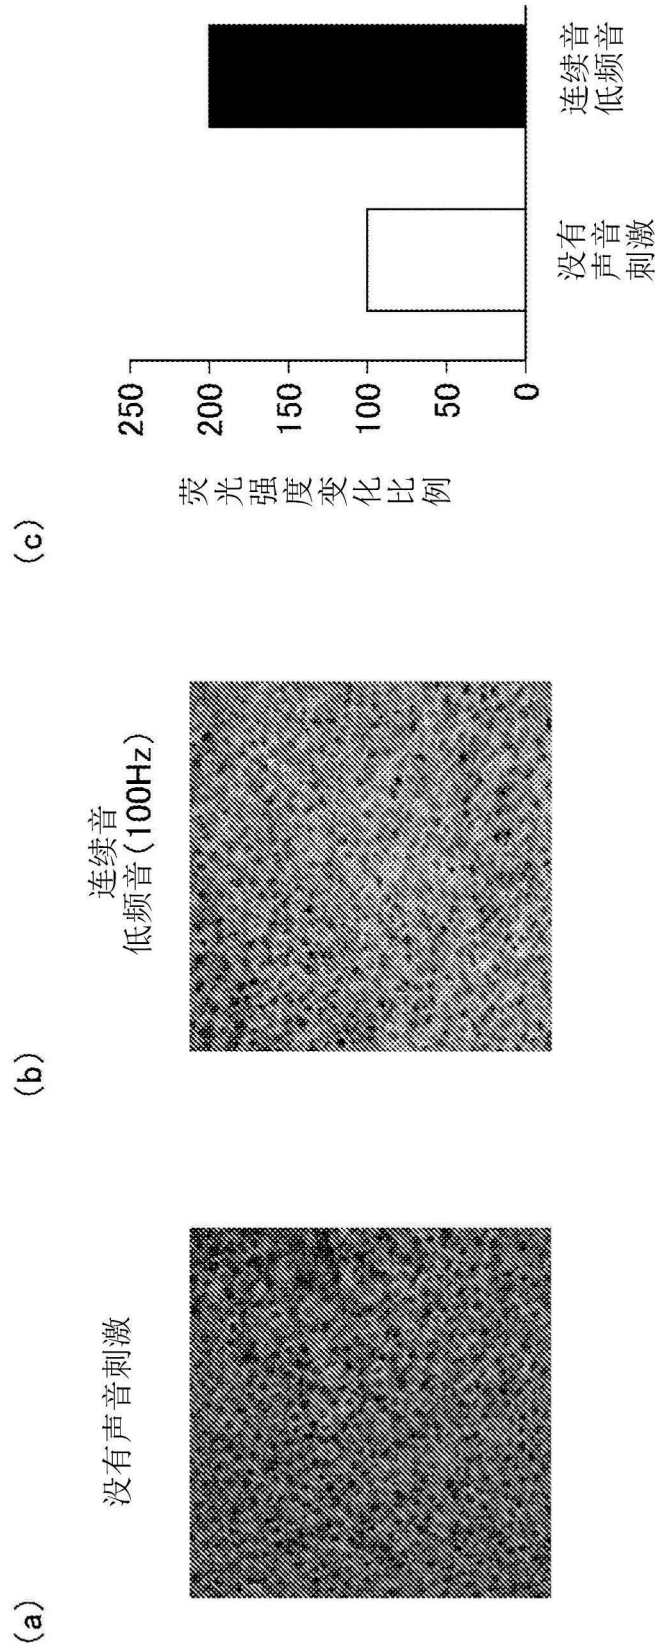 (a)
没有声音刺激
(b)
连续音
低频音(100Hz)
(c)
荧光强度变化比例
250
200
150
100
50
0
没有
声音
刺激
连续音
低频音